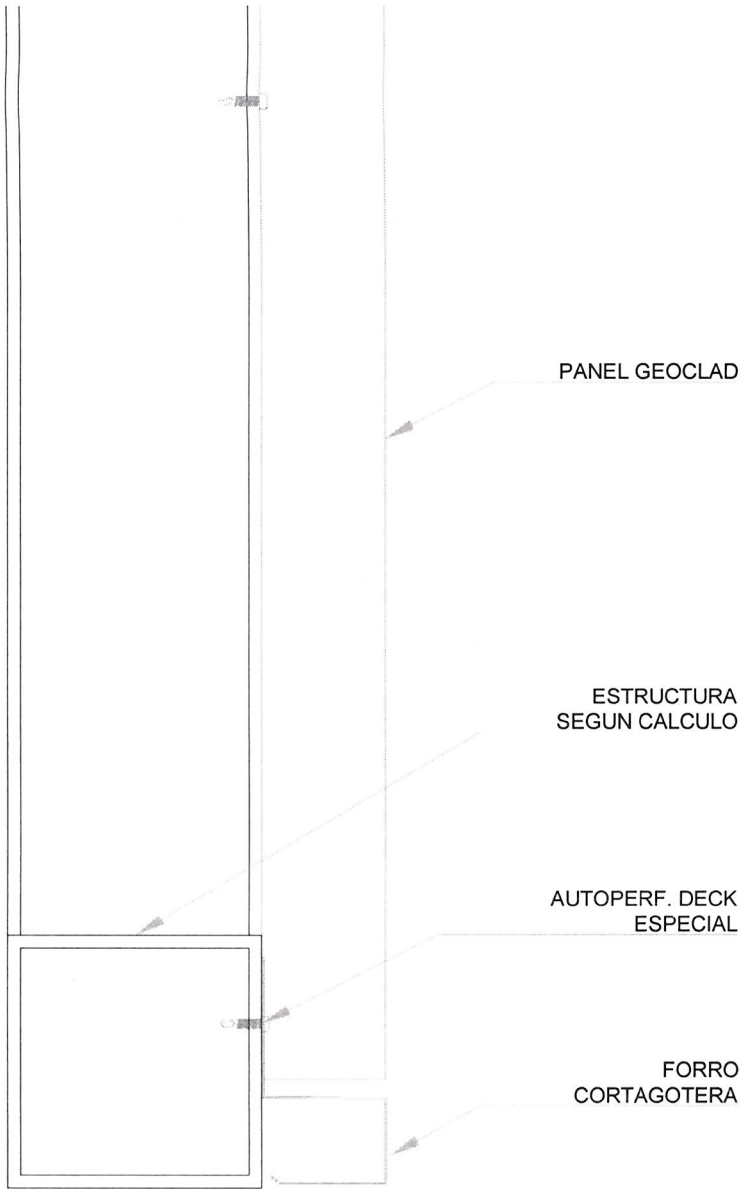 PANEL GEOCLAD
ESTRUCTURA
SEGUN CALCULO
AUTOPERF. DECK
ESPECIAL
FORRO
CORTAGOTERA